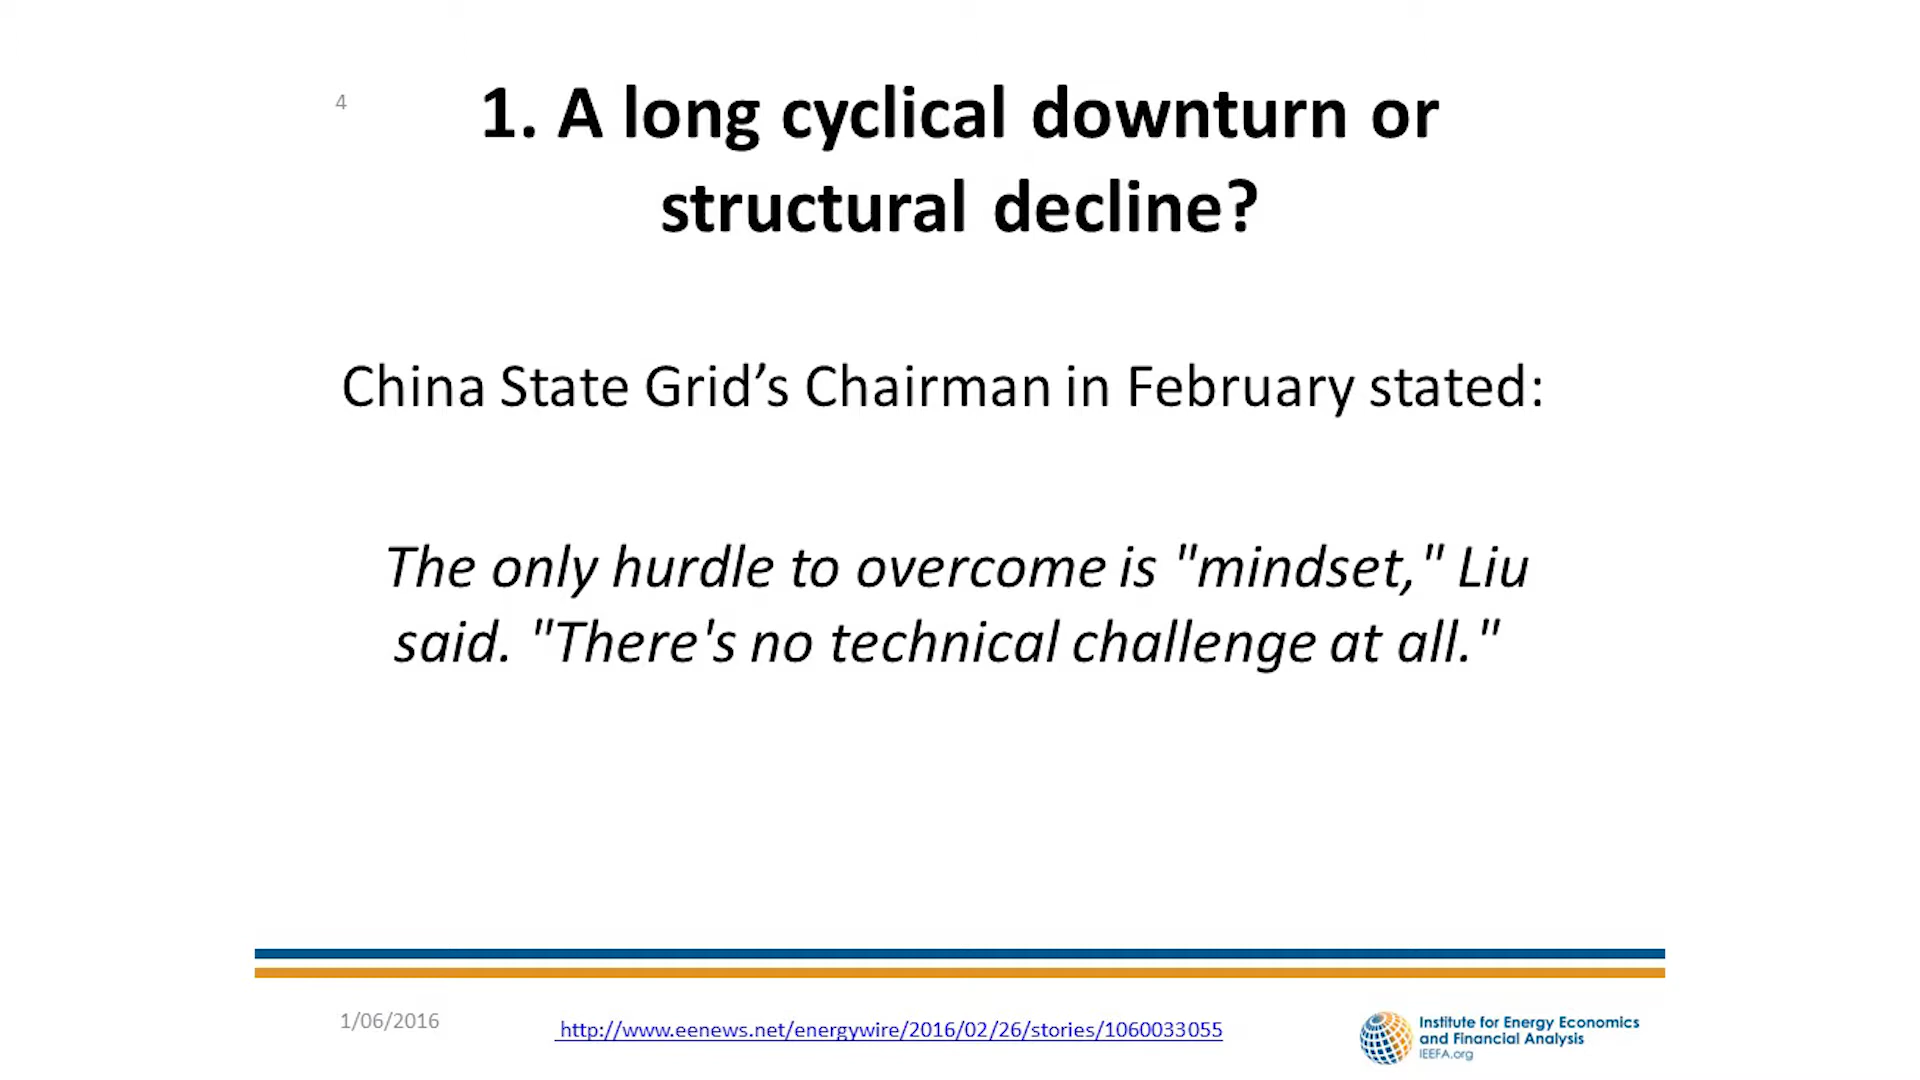 4
1. A long cyclical downturn or
structural decline?
China State Grid’s Chairman in February stated:
The only hurdle to overcome is "mindset," Liu
said. "There's no technical challenge at all."
1/06/2016
http://www.eenews.net/energywire/2016/02/26/stories/1060033055
Institute for Energy Economics
and Financial Analysis
IEEFA.org